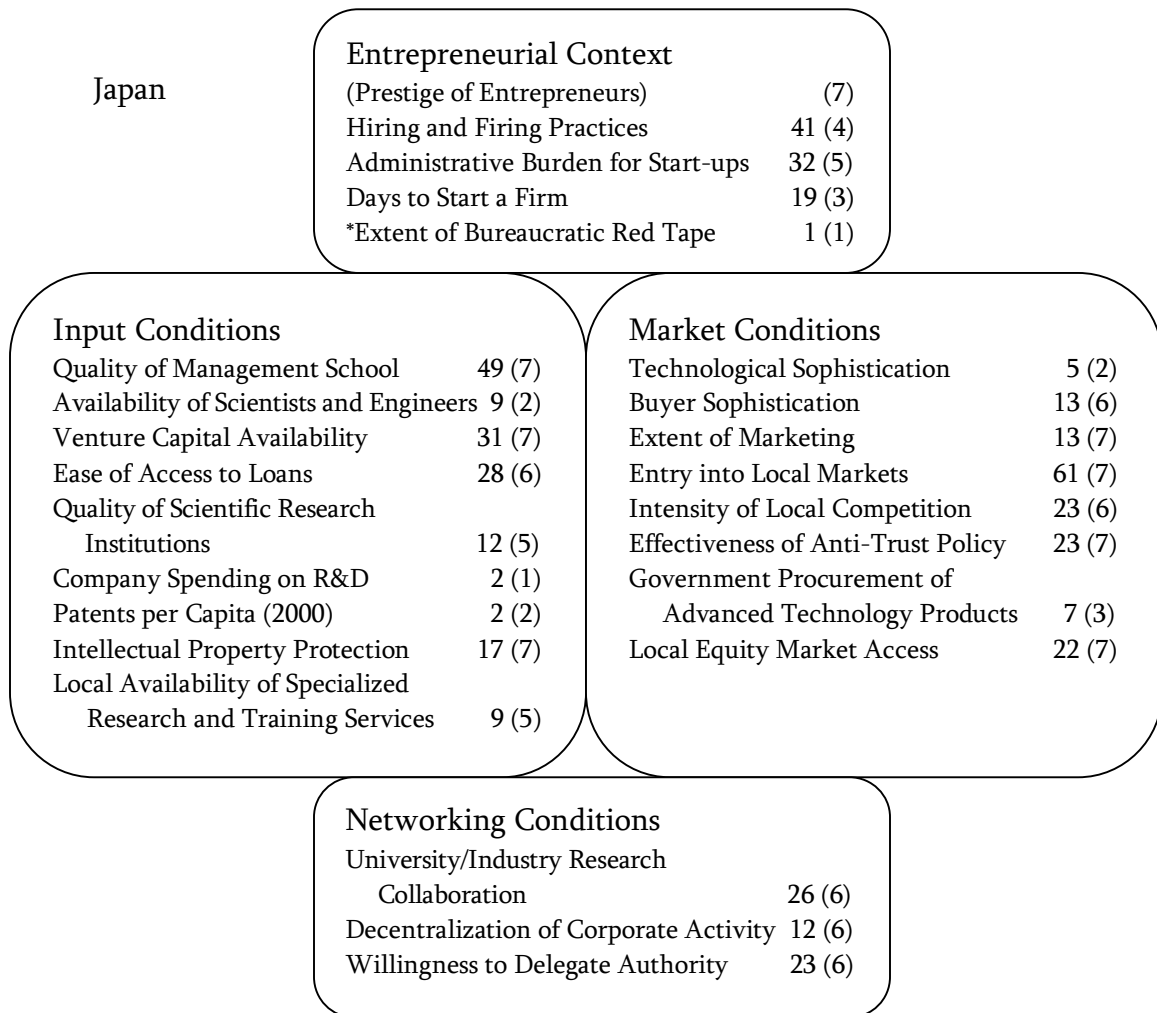 Japan
Entrepreneurial Context
(Prestige of Entrepreneurs) (7)
Hiring and Firing Practices 41 (4)
Administrative Burden for Start-ups 32 (5)
Days to Start a Firm 19 (3)
*Extent of Bureaucratic Red Tape 1 (1)
Input Conditions
Quality of Management School 49 (7)
Availability of Scientists and Engineers 9 (2)
Venture Capital Availability 31 (7)
Ease of Access to Loans 28 (6)
Quality of Scientific Research
Institutions 12 (5)
Company Spending on R&D 2 (1)
Patents per Capita (2000) 2 (2)
Intellectual Property Protection 17 (7)
Local Availability of Specialized
Research and Training Services 9 (5)
Market Conditions
Technological Sophistication 5 (2)
Buyer Sophistication 13 (6)
Extent of Marketing 13 (7)
Entry into Local Markets 61 (7)
Intensity of Local Competition 23 (6)
Effectiveness of Anti-Trust Policy 23 (7)
Government Procurement of
Advanced Technology Products 7 (3)
Local Equity Market Access 22 (7)
Networking Conditions
University/Industry Research
Collaboration 26 (6)
Decentralization of Corporate Activity 12 (6)
Willingness to Delegate Authority 23 (6)